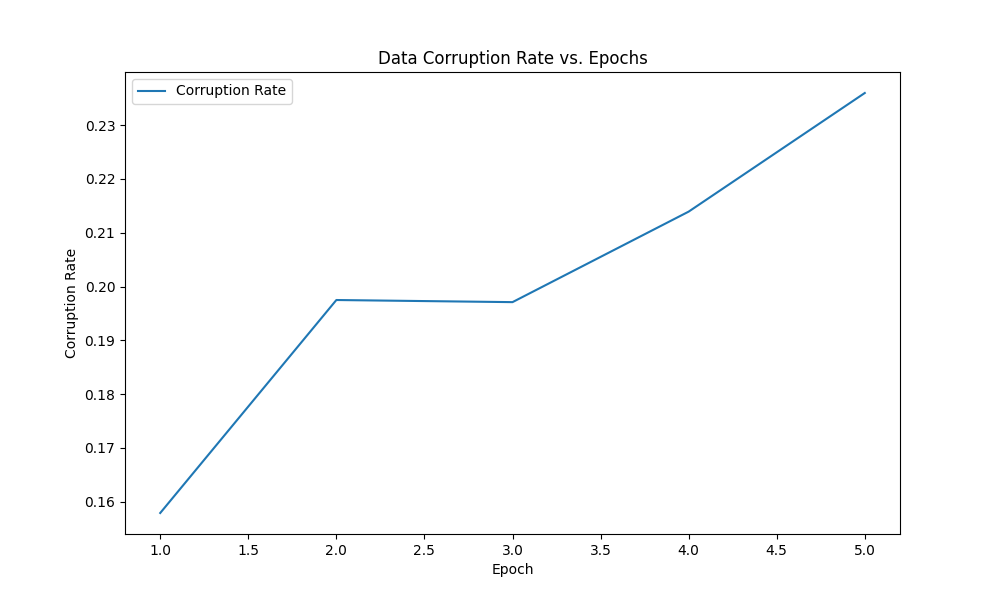 Data Corruption Rate vs. Epochs
Corruption Rate
0.23
0.22
0.21
0.20
0.19
0.18
0.17
0.16
Corruption Rate
1.0 1.5 2.0 2.5 3.0 3.5 4.0 4.5 5.0
Epoch